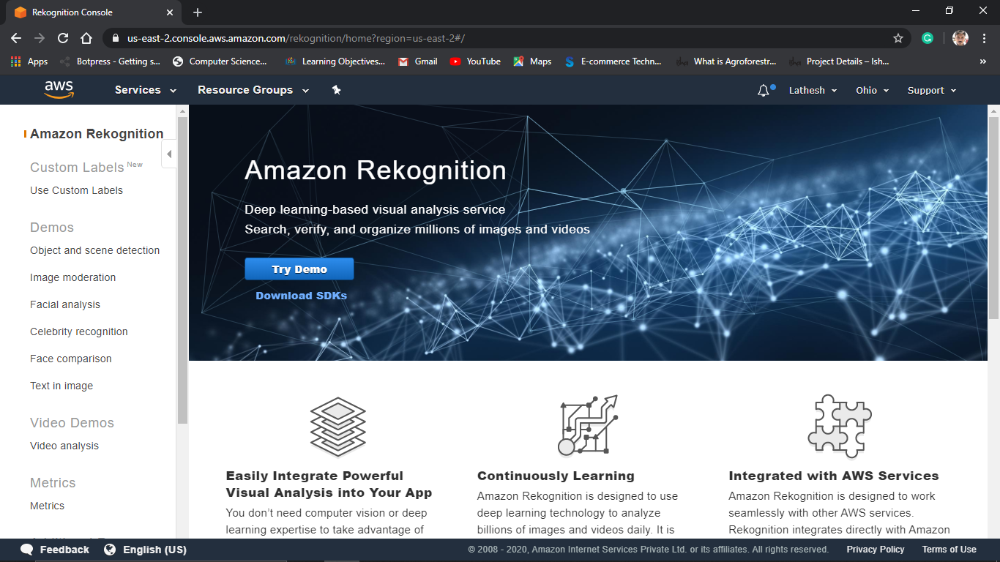 Rekognition Console
us-east-2.console.aws.amazon.com/rekognition/home?region=us-east-2#/
Apps
Botpress - Getting s...
Computer Science...
Learning Objectives...
Gmail
YouTube
Maps
E-commerce Techn...
What is Agroforestr...
Project Details – Ish...
aws
Services
Resource Groups
Lathesh
Ohio
Support
Amazon Rekognition
Custom Labels New
Use Custom Labels
Demos
Object and scene detection
Image moderation
Facial analysis
Celebrity recognition
Face comparison
Text in image
Video Demos
Video analysis
Metrics
Metrics
Amazon Rekognition
Deep learning-based visual analysis service
Search, verify, and organize millions of images and videos
Try Demo
Download SDKs
Easily Integrate Powerful
Visual Analysis into Your App
You don’t need computer vision or deep
learning expertise to take advantage of
Continuously Learning
Amazon Rekognition is designed to use
deep learning technology to analyze
billions of images and videos daily. It is
Integrated with AWS Services
Amazon Rekognition is designed to work
seamlessly with other AWS services.
Rekognition integrates directly with Amazon
Feedback
English (US)
© 2008 - 2020, Amazon Internet Services Private Ltd. or its affiliates. All rights reserved.
Privacy Policy
Terms of Use